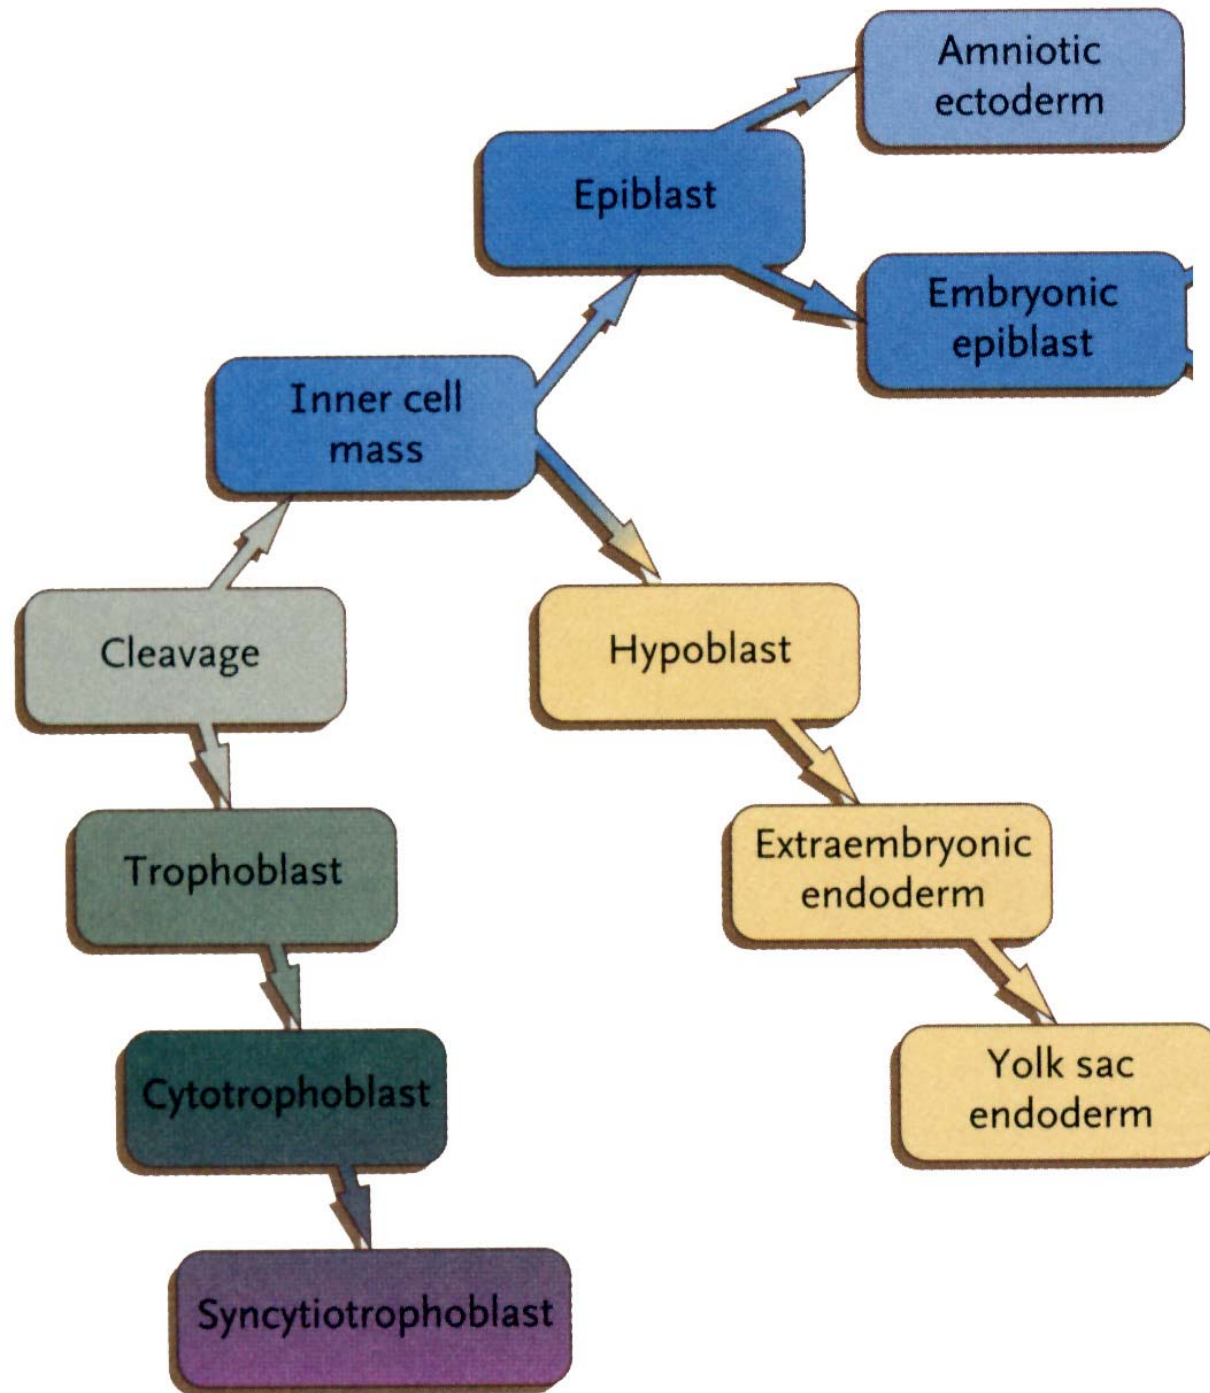 Amniotic
ectoderm
Epiblast
Embryonic
epiblast
Inner cell
mass
Cleavage
Hypoblast
Trophoblast
Extraembryonic
endoderm
Cytotrophoblast
Yolk sac
endoderm
Syncytiotrophoblast